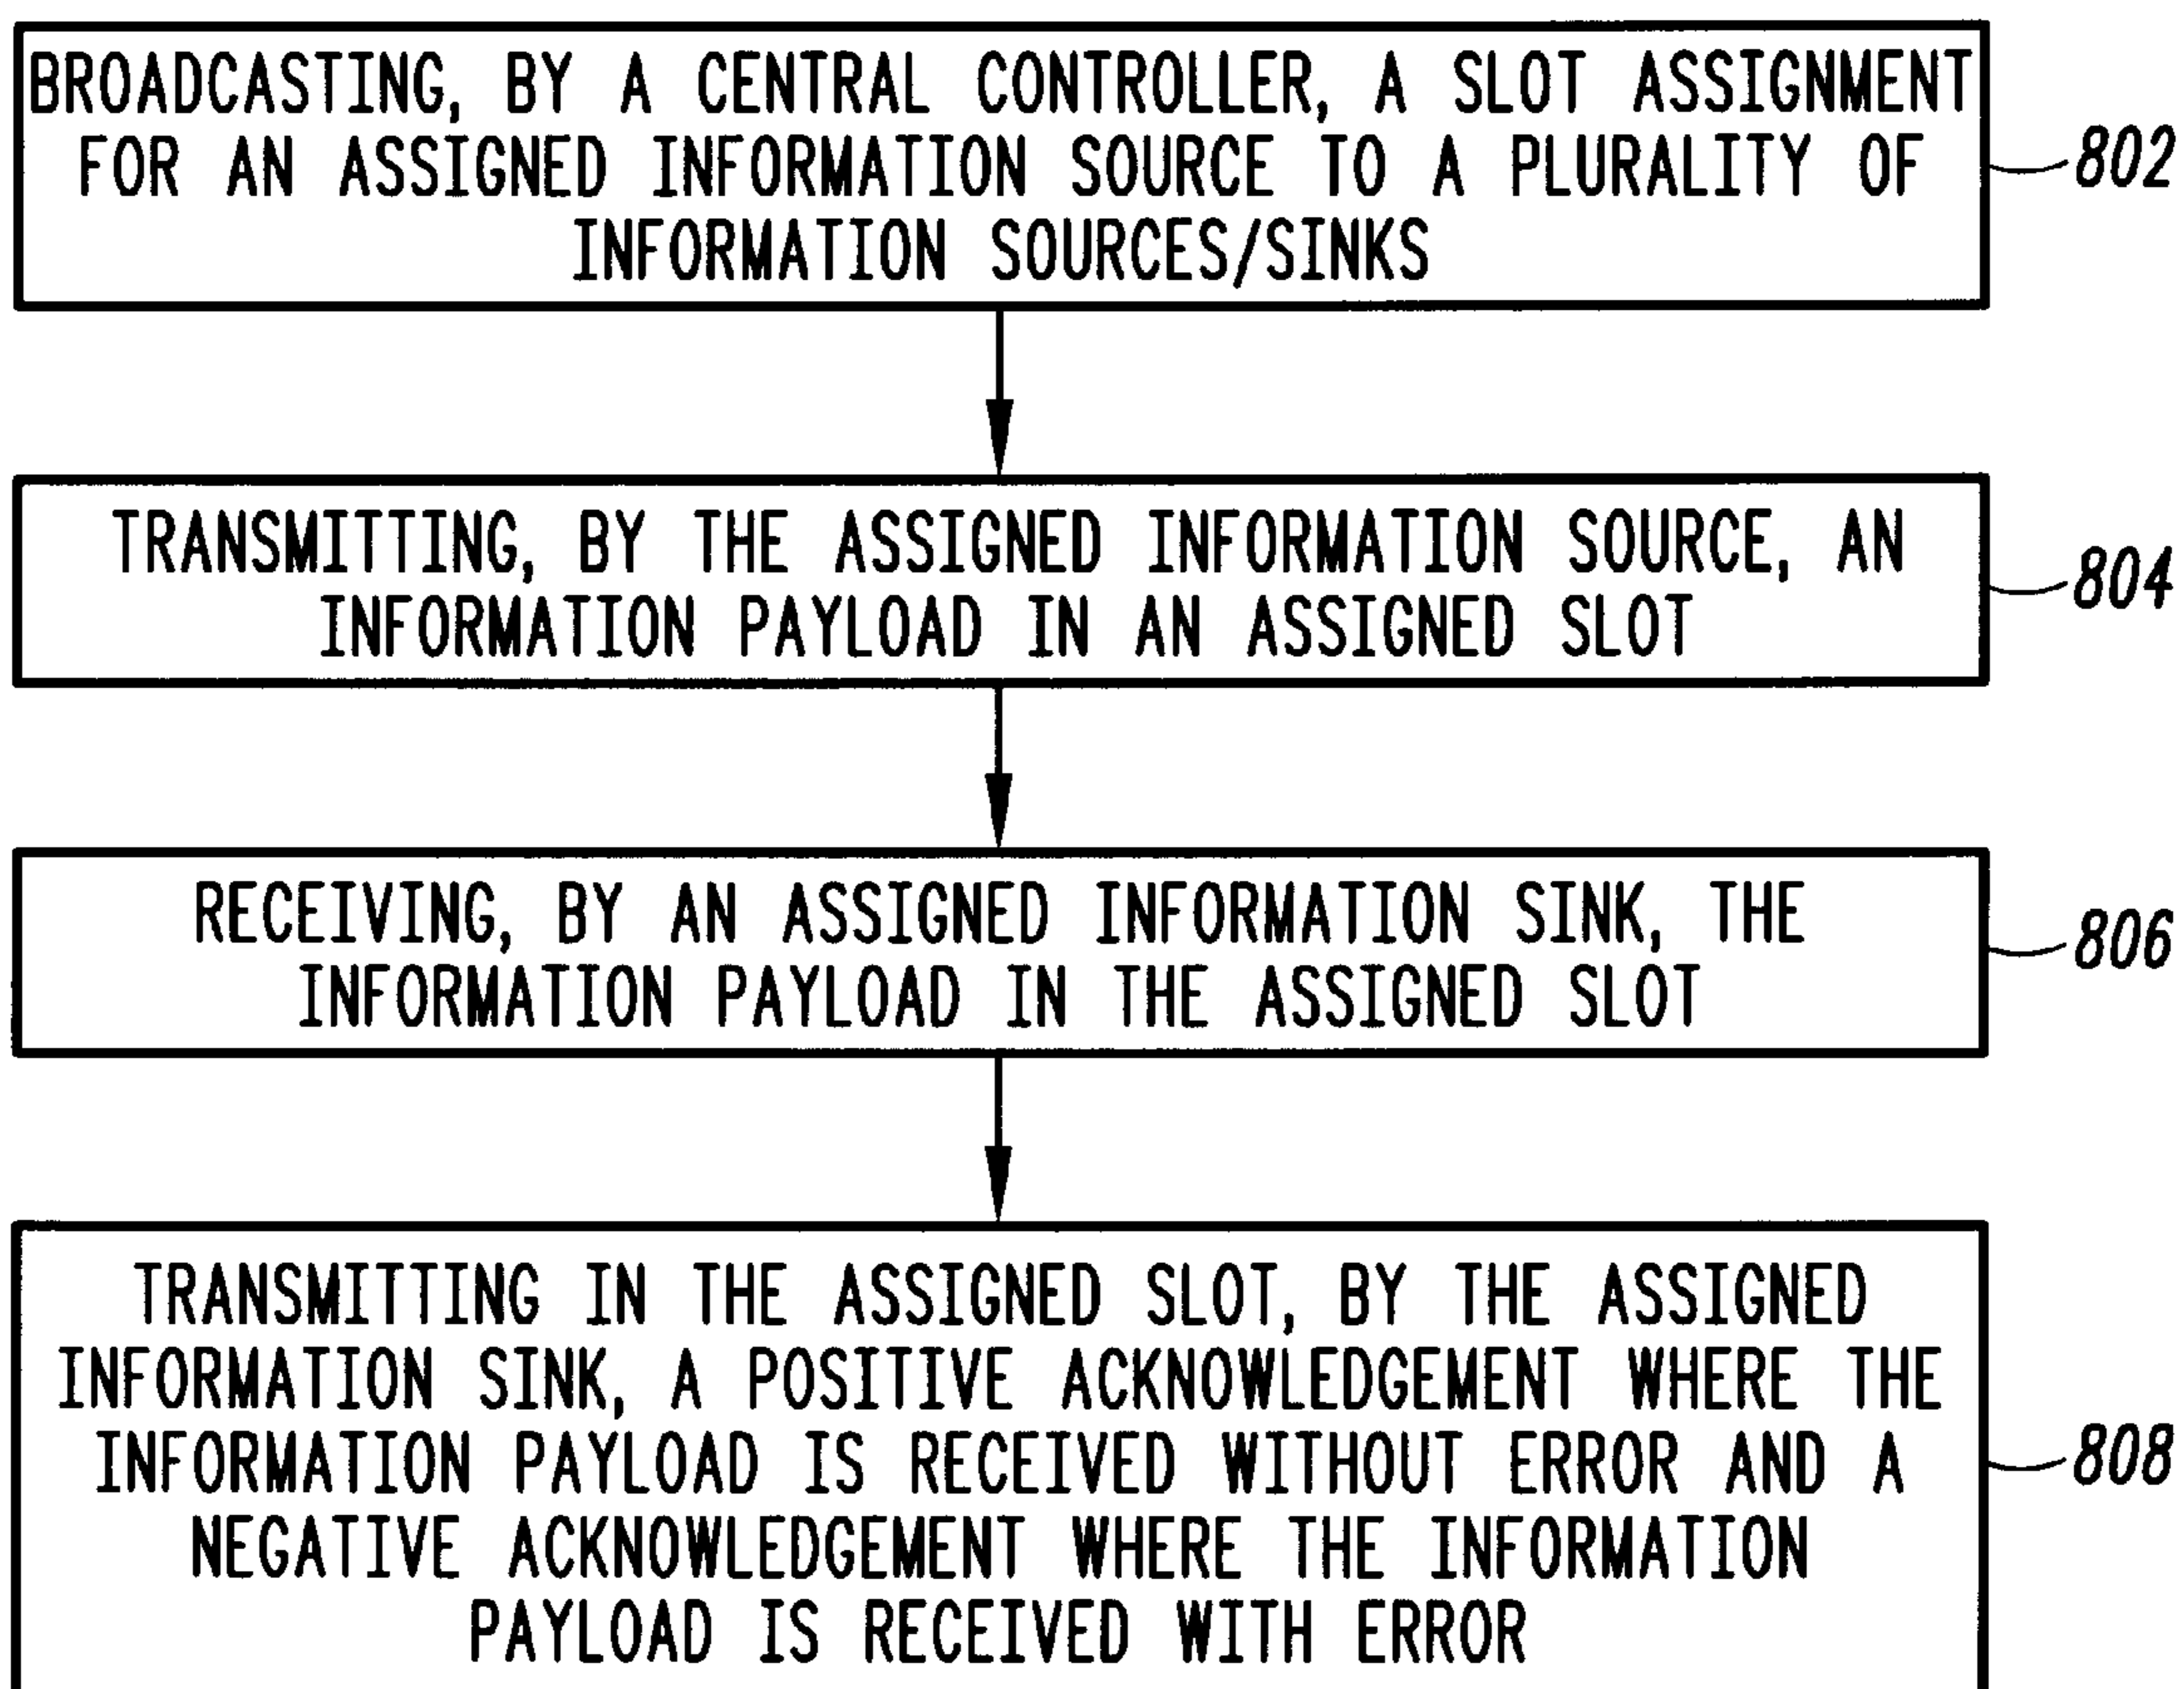 BROADCASTING, BY A CENTRAL CONTROLLER, A SLOT ASSIGNMENT
FOR AN ASSIGNED INFORMATION SOURCE TO A PLURALITY OF
INFORMATION SOURCES/SINKS
802
TRANSMITTING, BY THE ASSIGNED INFORMATION SOURCE, AN
INFORMATION PAYLOAD IN AN ASSIGNED SLOT
804
RECEIVING, BY AN ASSIGNED INFORMATION SINK, THE
INFORMATION PAYLOAD IN THE ASSIGNED SLOT
806
TRANSMITTING IN THE ASSIGNED SLOT, BY THE ASSIGNED
INFORMATION SINK, A POSITIVE ACKNOWLEDGEMENT WHERE THE
INFORMATION PAYLOAD IS RECEIVED WITHOUT ERROR AND A
NEGATIVE ACKNOWLEDGEMENT WHERE THE INFORMATION
PAYLOAD IS RECEIVED WITH ERROR
808